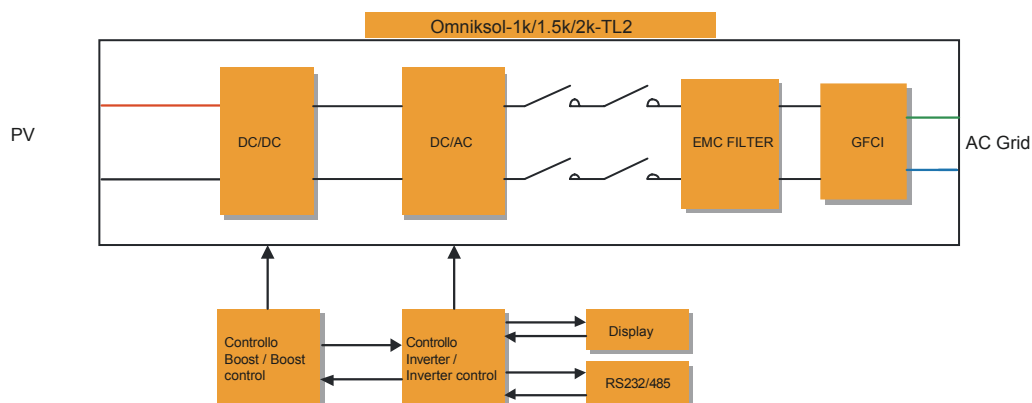 Omniksol-1k/1.5k/2k-TL2
PV
DC/DC
DC/AC
EMC FILTER
GFCI
AC Grid
Controllo
Boost / Boost
control
Controllo
Inverter /
Inverter control
Display
RS232/485